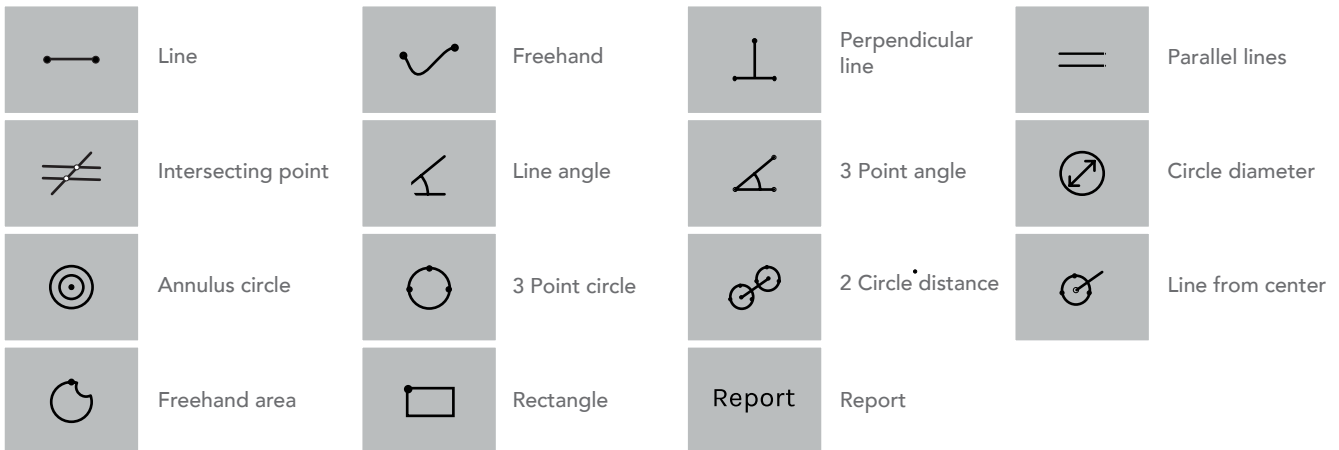 Line
Freehand
Perpendicular
line
Parallel lines
Intersecting point
Line angle
3 Point angle
Circle diameter
Annulus circle
3 Point circle
2 Circle distance
Line from center
Freehand area
Rectangle
Report
Report